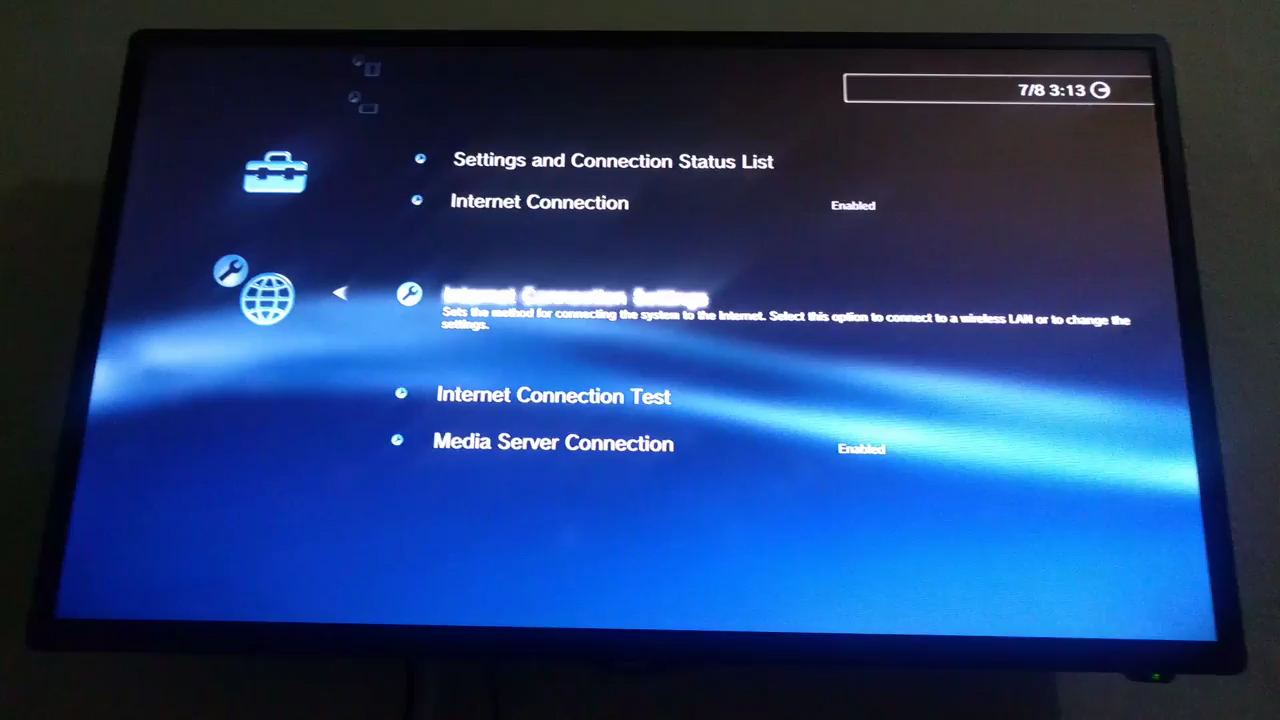 7/8 3:13
Settings and Connection Status List
Internet Connection Enabled
Internet Connection Settings
Sets the method for connecting the system to the Internet. Select this option to connect to a wireless LAN or to change the
settings.
Internet Connection Test
Media Server Connection Enabled